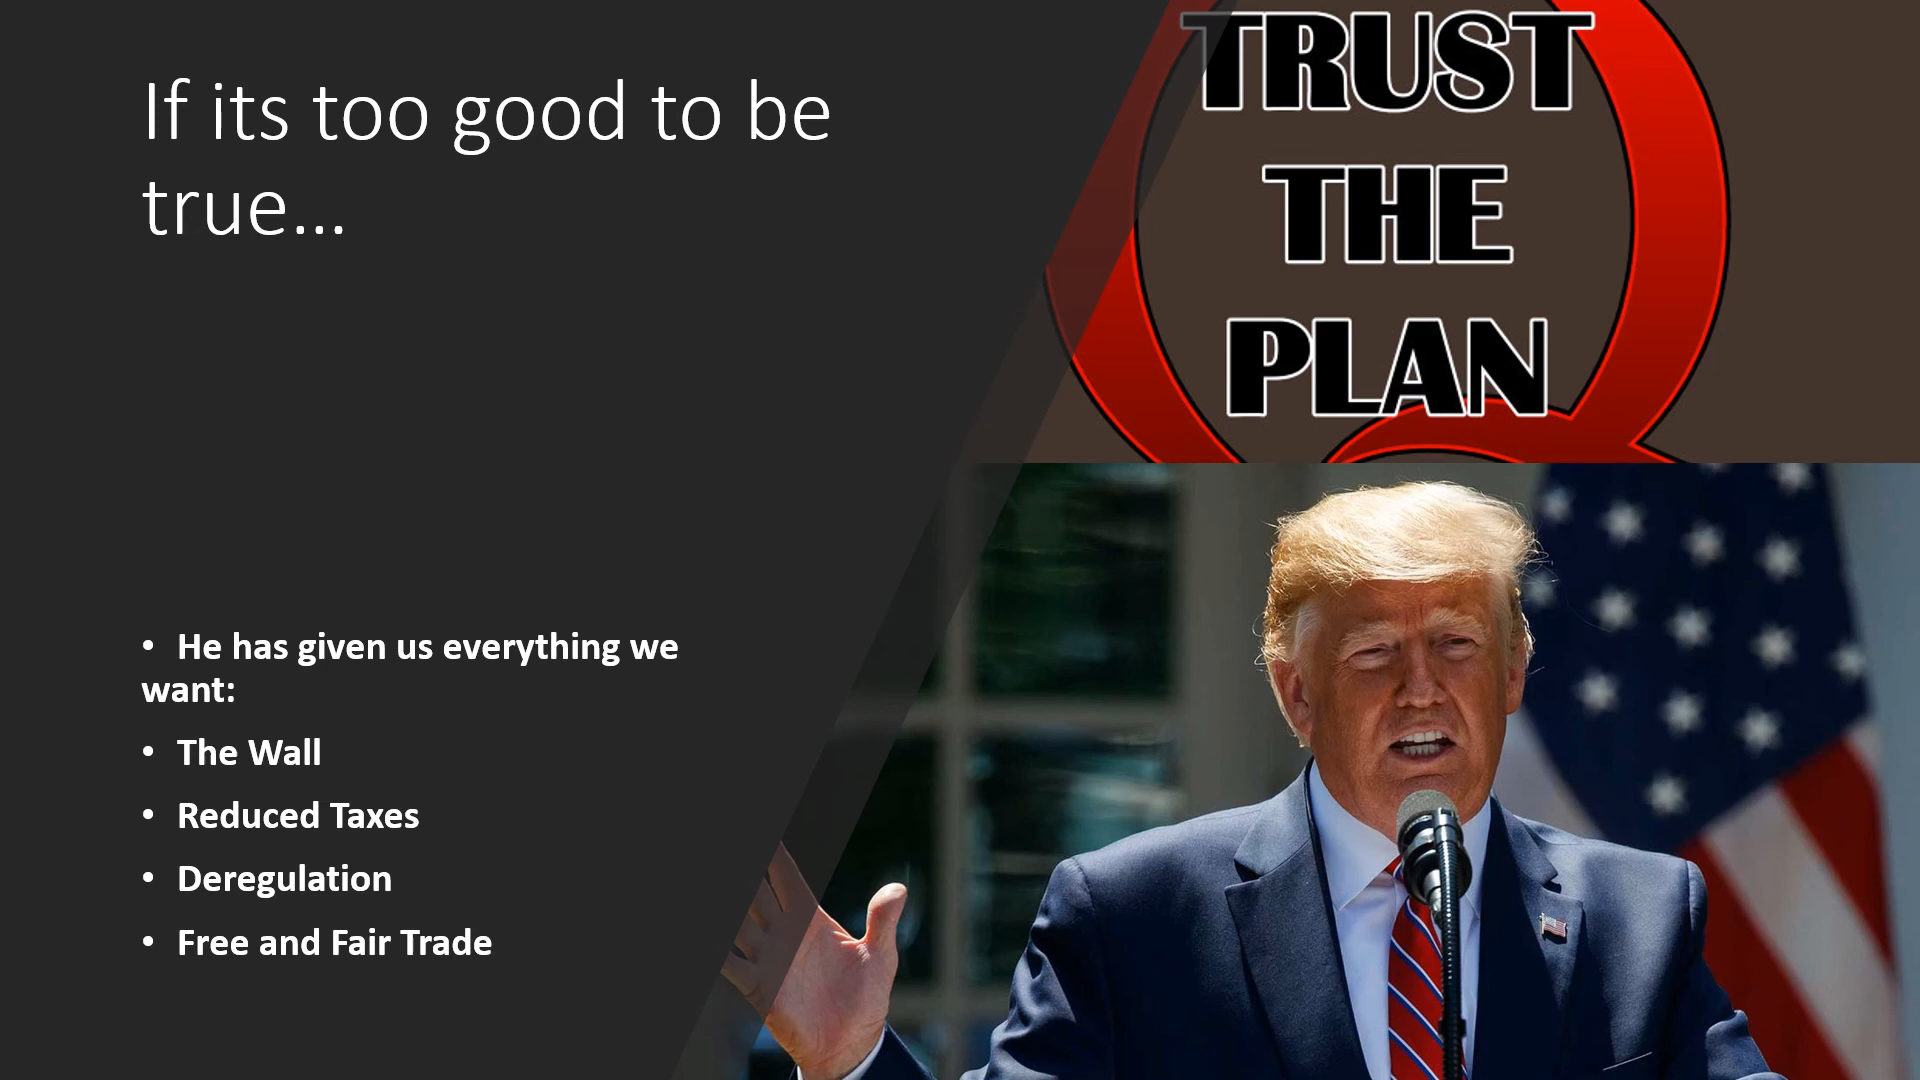 If its too good to be
true...
TRUST
THE
PLAN
• He has given us everything we
want:
• The Wall
• Reduced Taxes
• Deregulation
• Free and Fair Trade